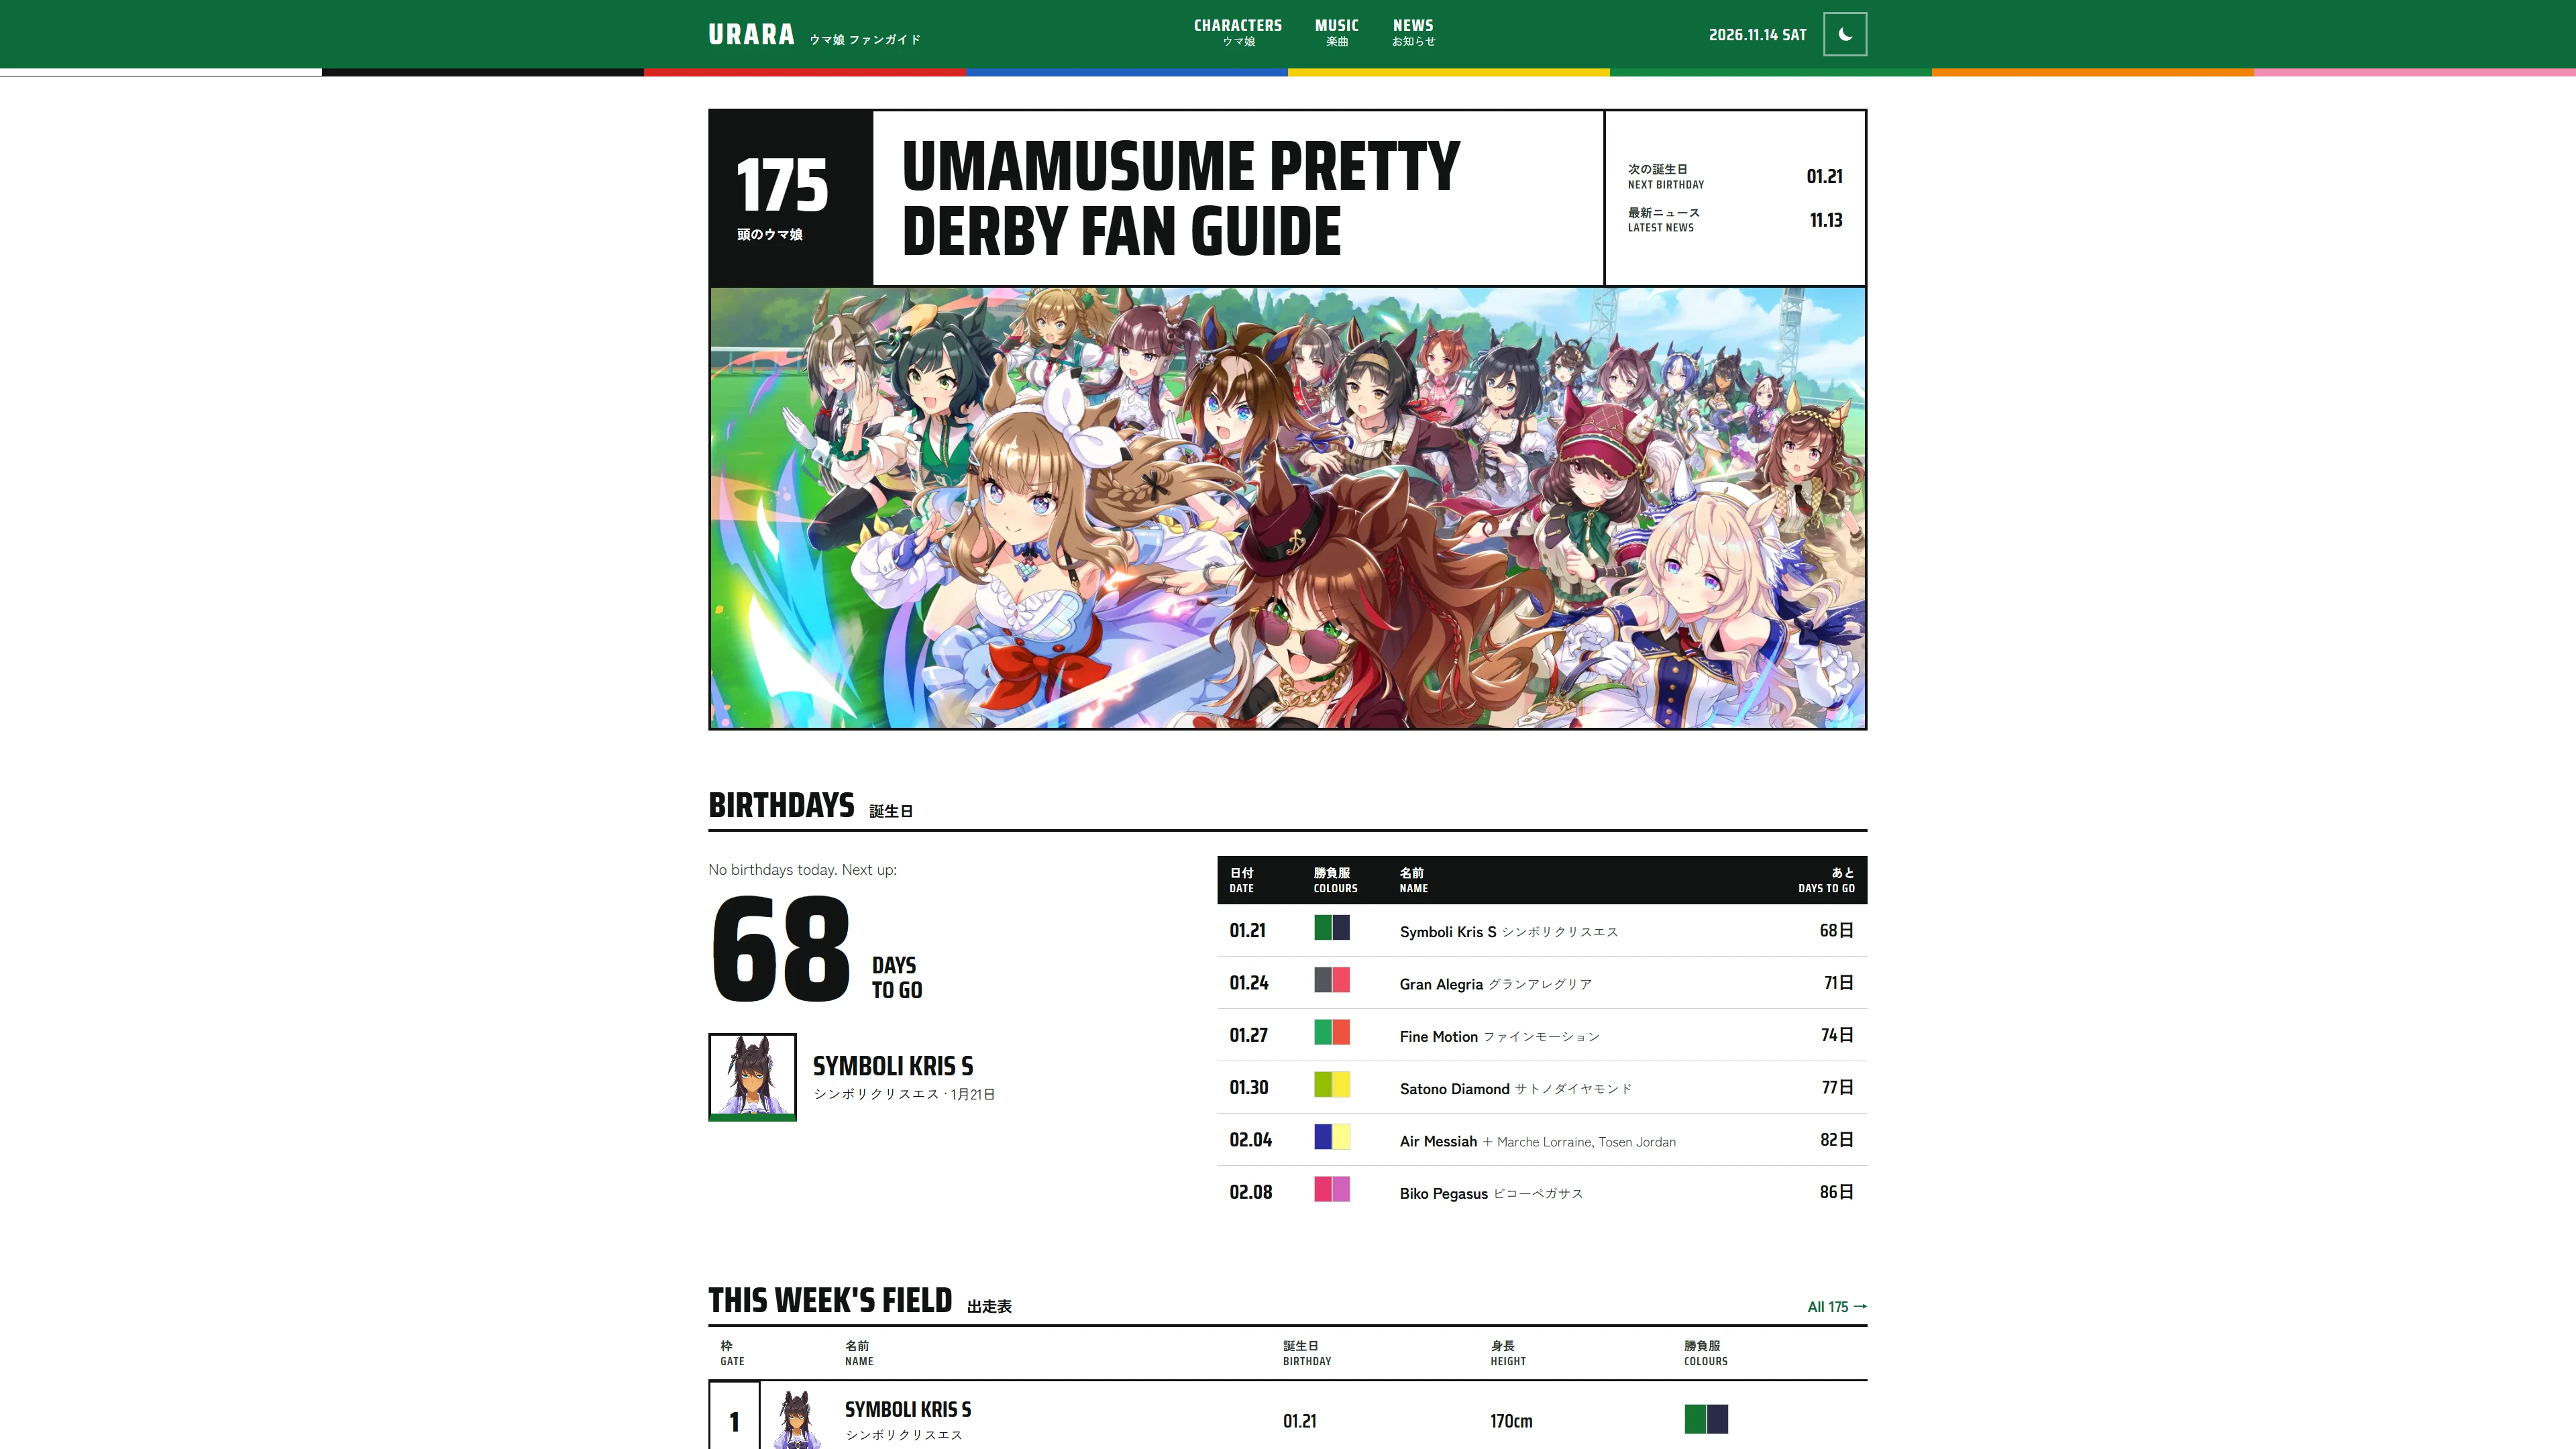 URARA ウマ娘 ファンガイド
CHARACTERS
ウマ娘
MUSIC
楽曲
NEWS
お知らせ
2026.11.14 SAT
175
頭のウマ娘
UMAMUSUME PRETTY
DERBY FAN GUIDE
次の誕生日
NEXT BIRTHDAY
01.21
最新ニュース
LATEST NEWS
11.13
BIRTHDAYS 誕生日
No birthdays today. Next up:
68
DAYS
TO GO
SYMBOLI KRIS S
シンボリクリスエス · 1月21日
日付 勝負服 名前 あと
DATE COLOURS NAME DAYS TO GO
01.21 Symboli Kris S シンボリクリスエス 68日
01.24 Gran Alegria グランアレグリア 71日
01.27 Fine Motion ファインモーション 74日
01.30 Satono Diamond サトノダイヤモンド 77日
02.04 Air Messiah + Marche Lorraine, Tosen Jordan 82日
02.08 Biko Pegasus ビコーペガサス 86日
THIS WEEK'S FIELD 出走表
All 175 →
枠 名前 誕生日 身長 勝負服
GATE NAME BIRTHDAY HEIGHT COLOURS
1 SYMBOLI KRIS S 01.21 170cm
シンボリクリスエス